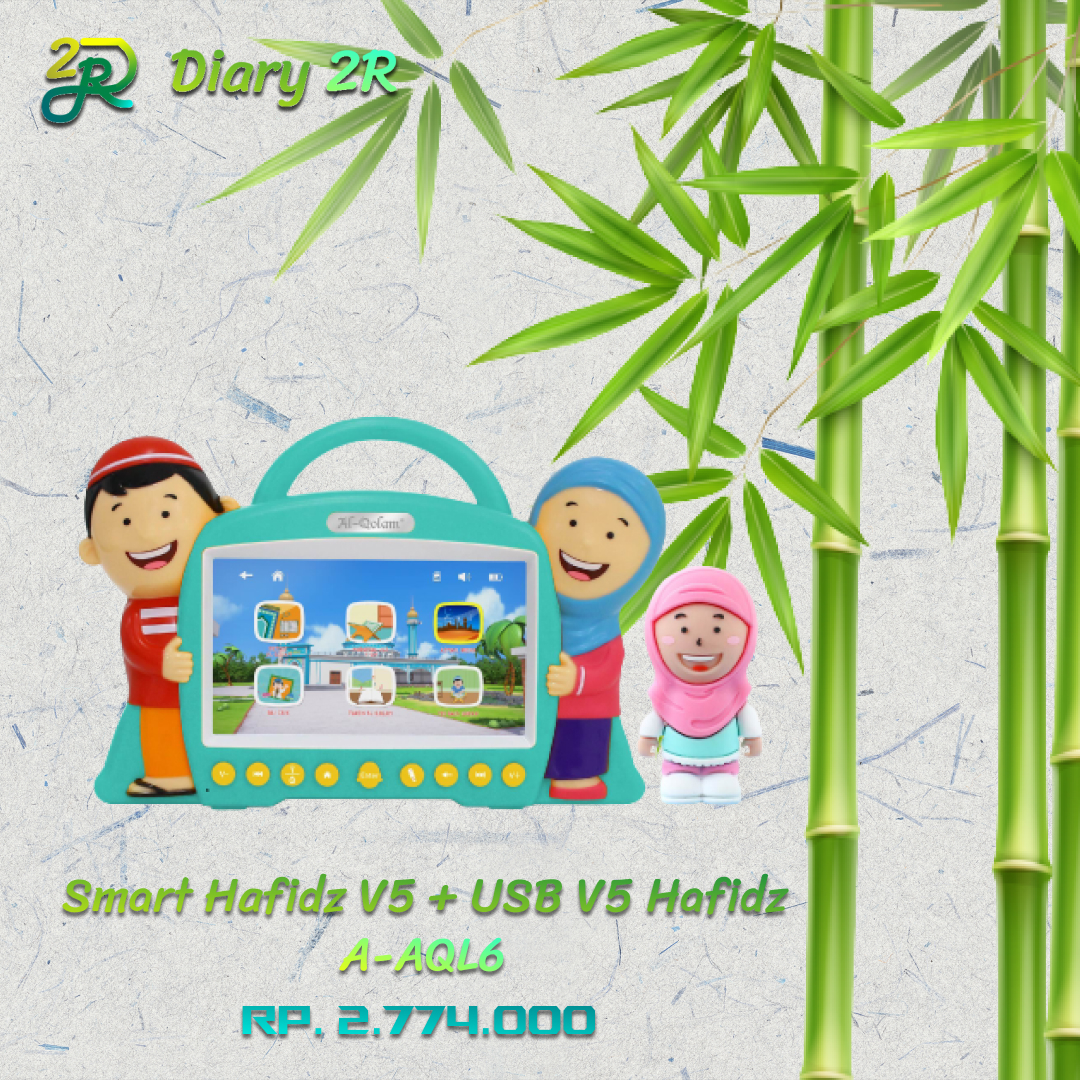 2R Diary 2R
Al-Qolam
Smart Hafidz V5 + USB V5 Hafidz
A-AQL6
RP. 2.774.000